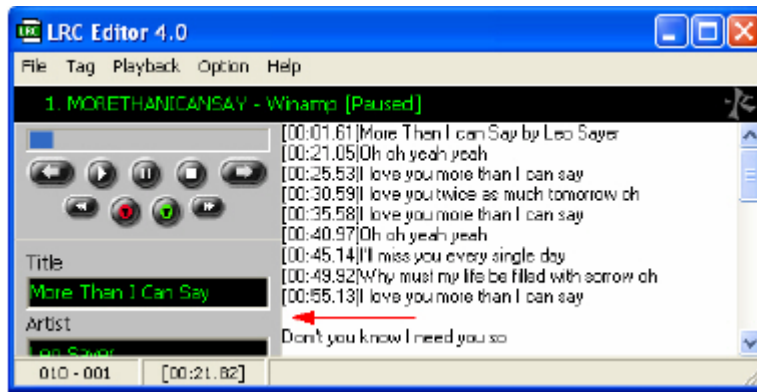 LRC Editor 4.0
File Tag Playback Option Help
1. MORETHANICANSAY - Winamp [Paused]
[00:01.61]More Than I can Say by Leo Sayer
[00:21.05]Oh oh yeah yeah
[00:25.53]I love you more than I can say
[00:30.59]I love you twice as much tomorrow oh
[00:35.58]I love you more than I can say
[00:40.97]Oh oh yeah yeah
[00:45.14]I'll miss you every single day
[00:49.92]Why must my life be filled with sorrow oh
[00:55.13]I love you more than I can say
Don't you know I need you so
Title
More Than I Can Say
Artist
Leo Sayer
010 - 001
[00:21.82]